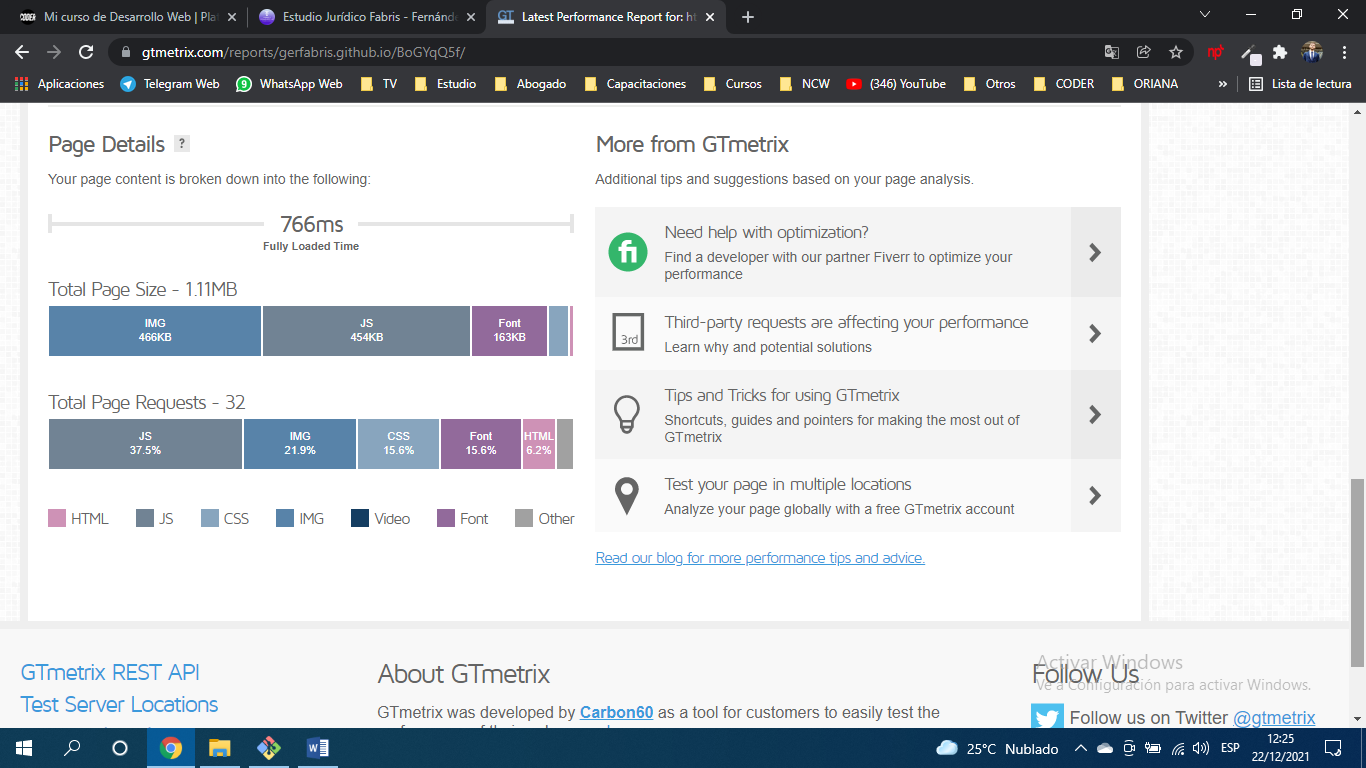 Mi curso de Desarrollo Web | Pla
Estudio Jurídico Fabris - Fernánde
Latest Performance Report for: ht
gtmetrix.com/reports/gerfabris.github.io/BoGYqQ5f/
Aplicaciones
Telegram Web
WhatsApp Web
TV
Estudio
Abogado
Capacitaciones
Cursos
NCW
(346) YouTube
Otros
CODER
ORIANA
»
Lista de lectura
Page Details ?
Your page content is broken down into the following:
766ms
Fully Loaded Time
Total Page Size - 1.11MB
IMG
466KB
JS
454KB
Font
163KB
Total Page Requests - 32
JS
37.5%
IMG
21.9%
CSS
15.6%
Font
15.6%
HTML
6.2%
HTML
JS
CSS
IMG
Video
Font
Other
More from GTmetrix
Additional tips and suggestions based on your page analysis.
Need help with optimization?
Find a developer with our partner Fiverr to optimize your
performance
3rd
Third-party requests are affecting your performance
Learn why and potential solutions
Tips and Tricks for using GTmetrix
Shortcuts, guides and pointers for making the most out of
GTmetrix
Test your page in multiple locations
Analyze your page globally with a free GTmetrix account
Read our blog for more performance tips and advice.
GTmetrix REST API
Test Server Locations
About GTmetrix
GTmetrix was developed by Carbon60 as a tool for customers to easily test the
Follow Us
Activar Windows
Ve a Configuración para activar Windows.
Follow us on Twitter @gtmetrix
25°C Nublado
ESP
12:25
22/12/2021